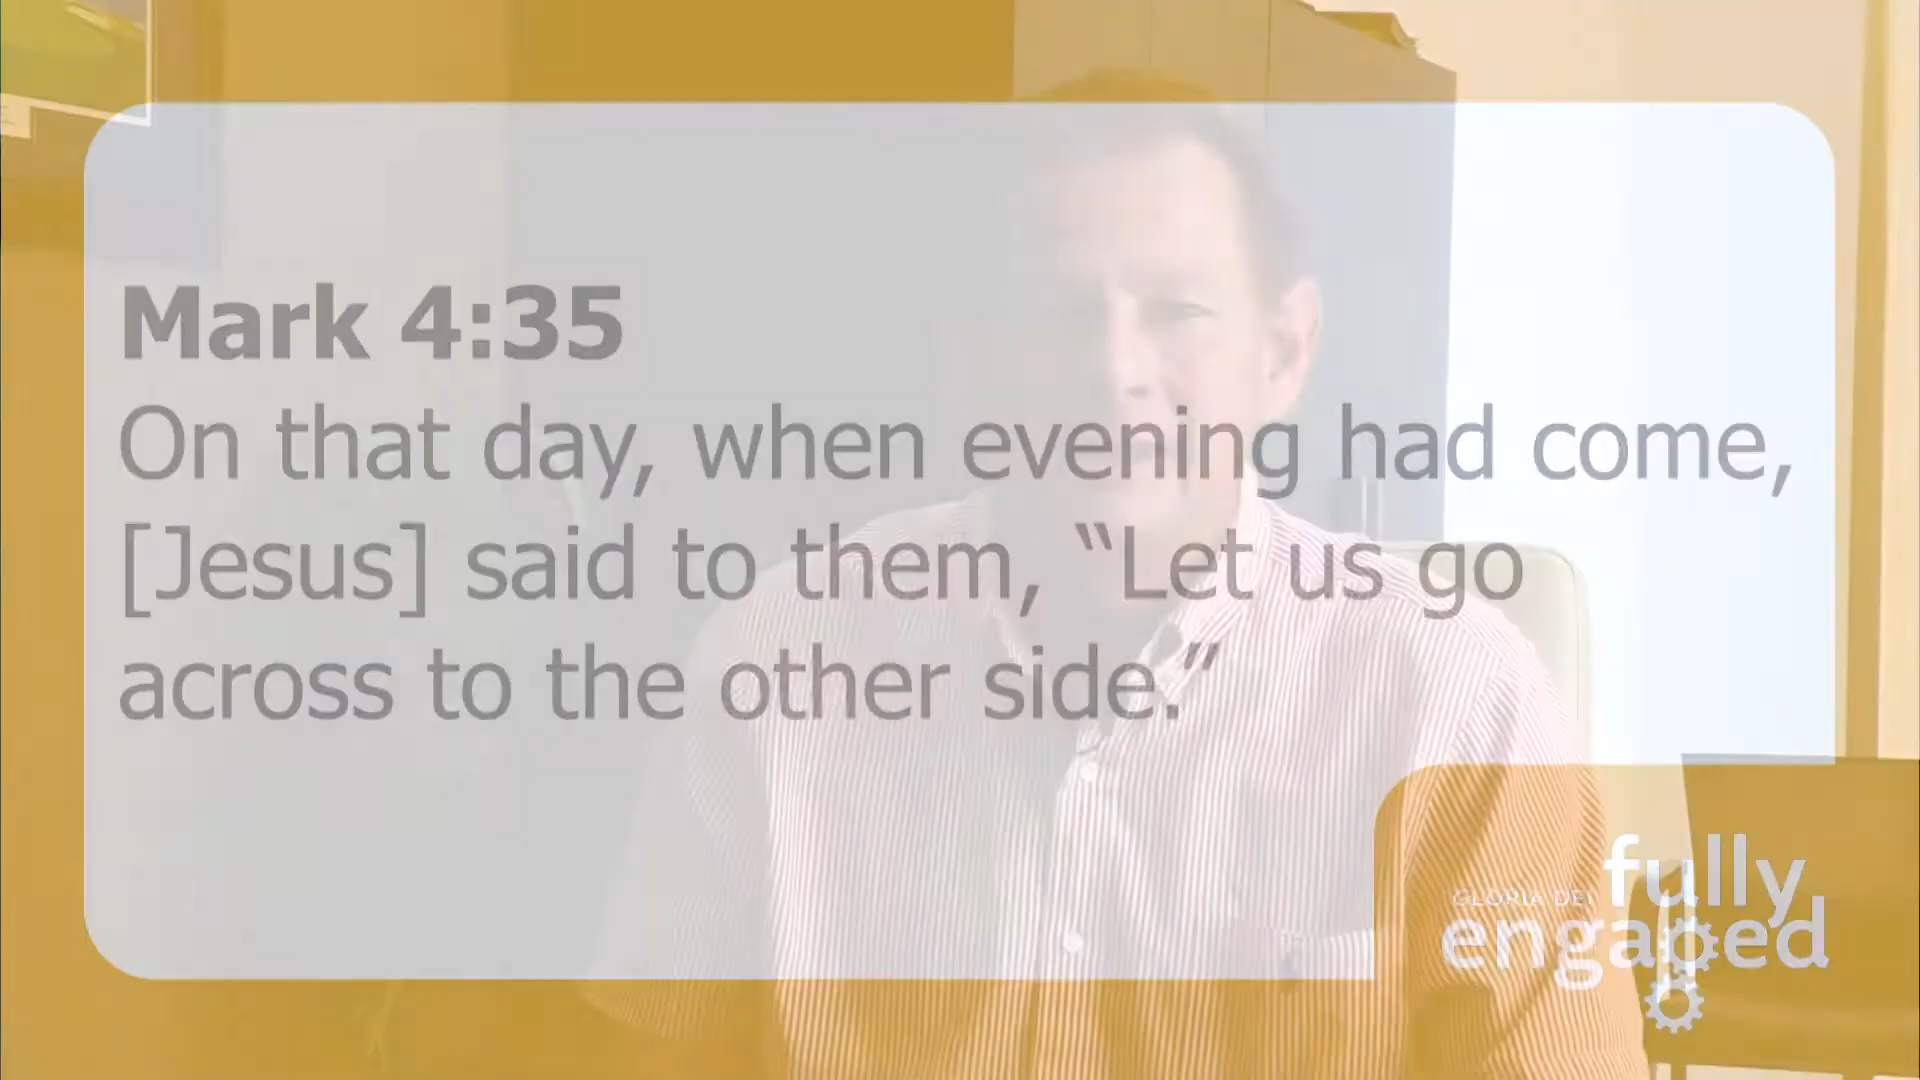 Mark 4:35
On that day, when evening had come,
[Jesus] said to them, “Let us go
across to the other side.”
GLORIA DEI fully
engaged